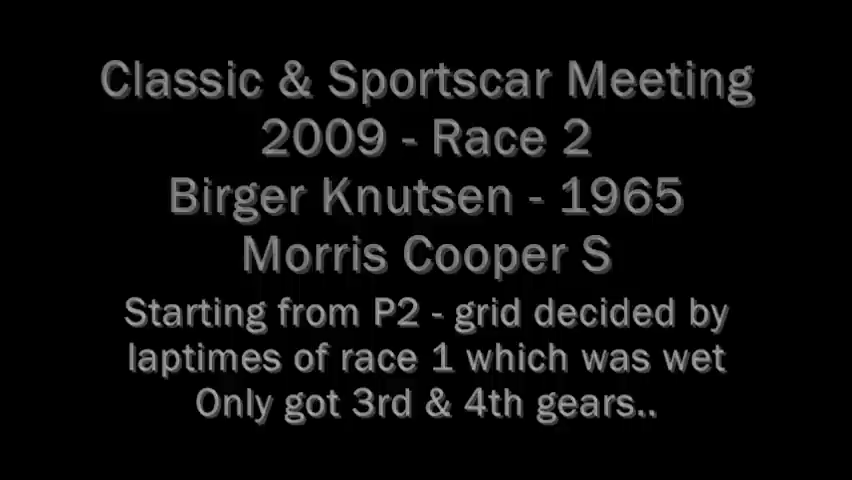 Classic & Sportscar Meeting
2009 - Race 2
Birger Knutsen - 1965
Morris Cooper S
Starting from P2 - grid decided by
laptimes of race 1 which was wet
Only got 3rd & 4th gears..